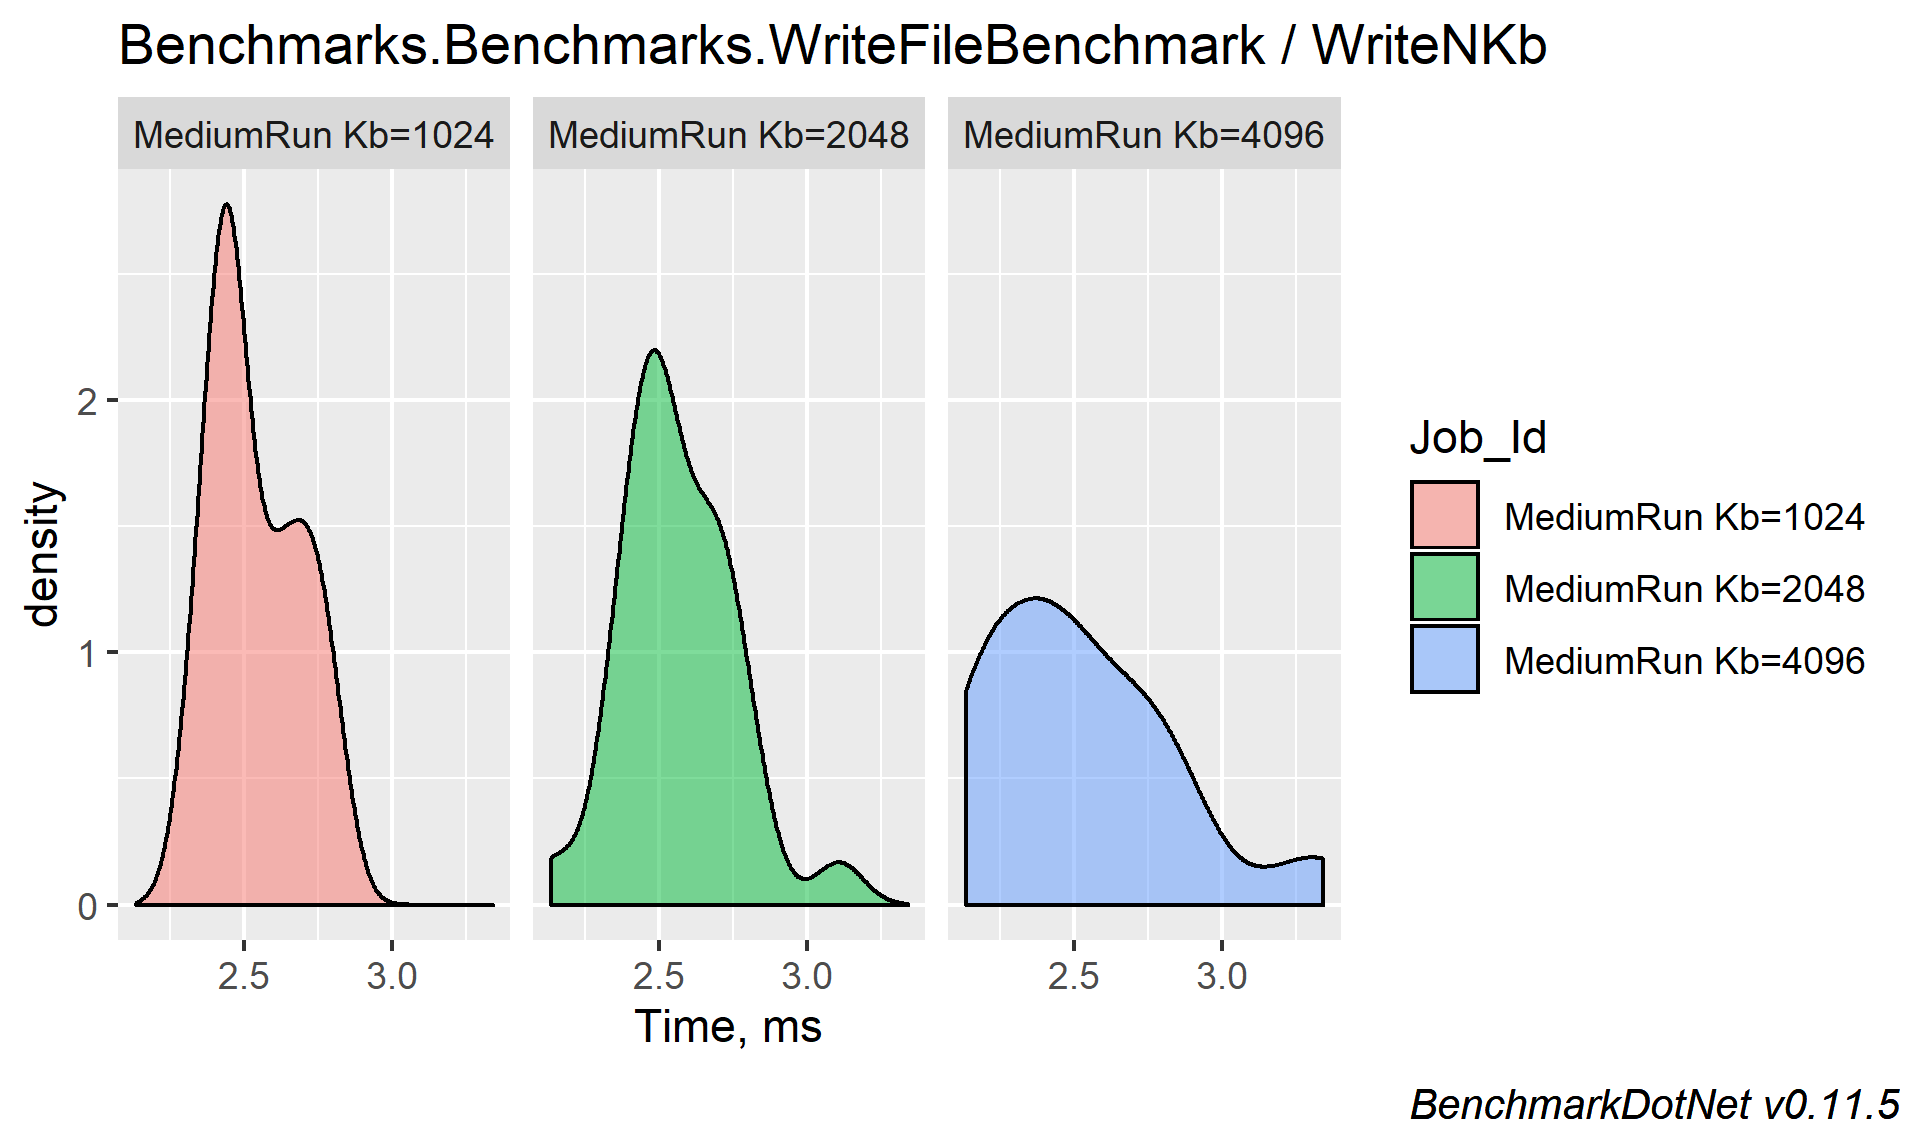 Benchmarks.Benchmarks.WriteFileBenchmark / WriteNKb
MediumRun Kb=1024
MediumRun Kb=2048
MediumRun Kb=4096
density
2
1
0
2.5
3.0
2.5
3.0
2.5
3.0
Time, ms
Job_Id
MediumRun Kb=1024
MediumRun Kb=2048
MediumRun Kb=4096
BenchmarkDotNet v0.11.5